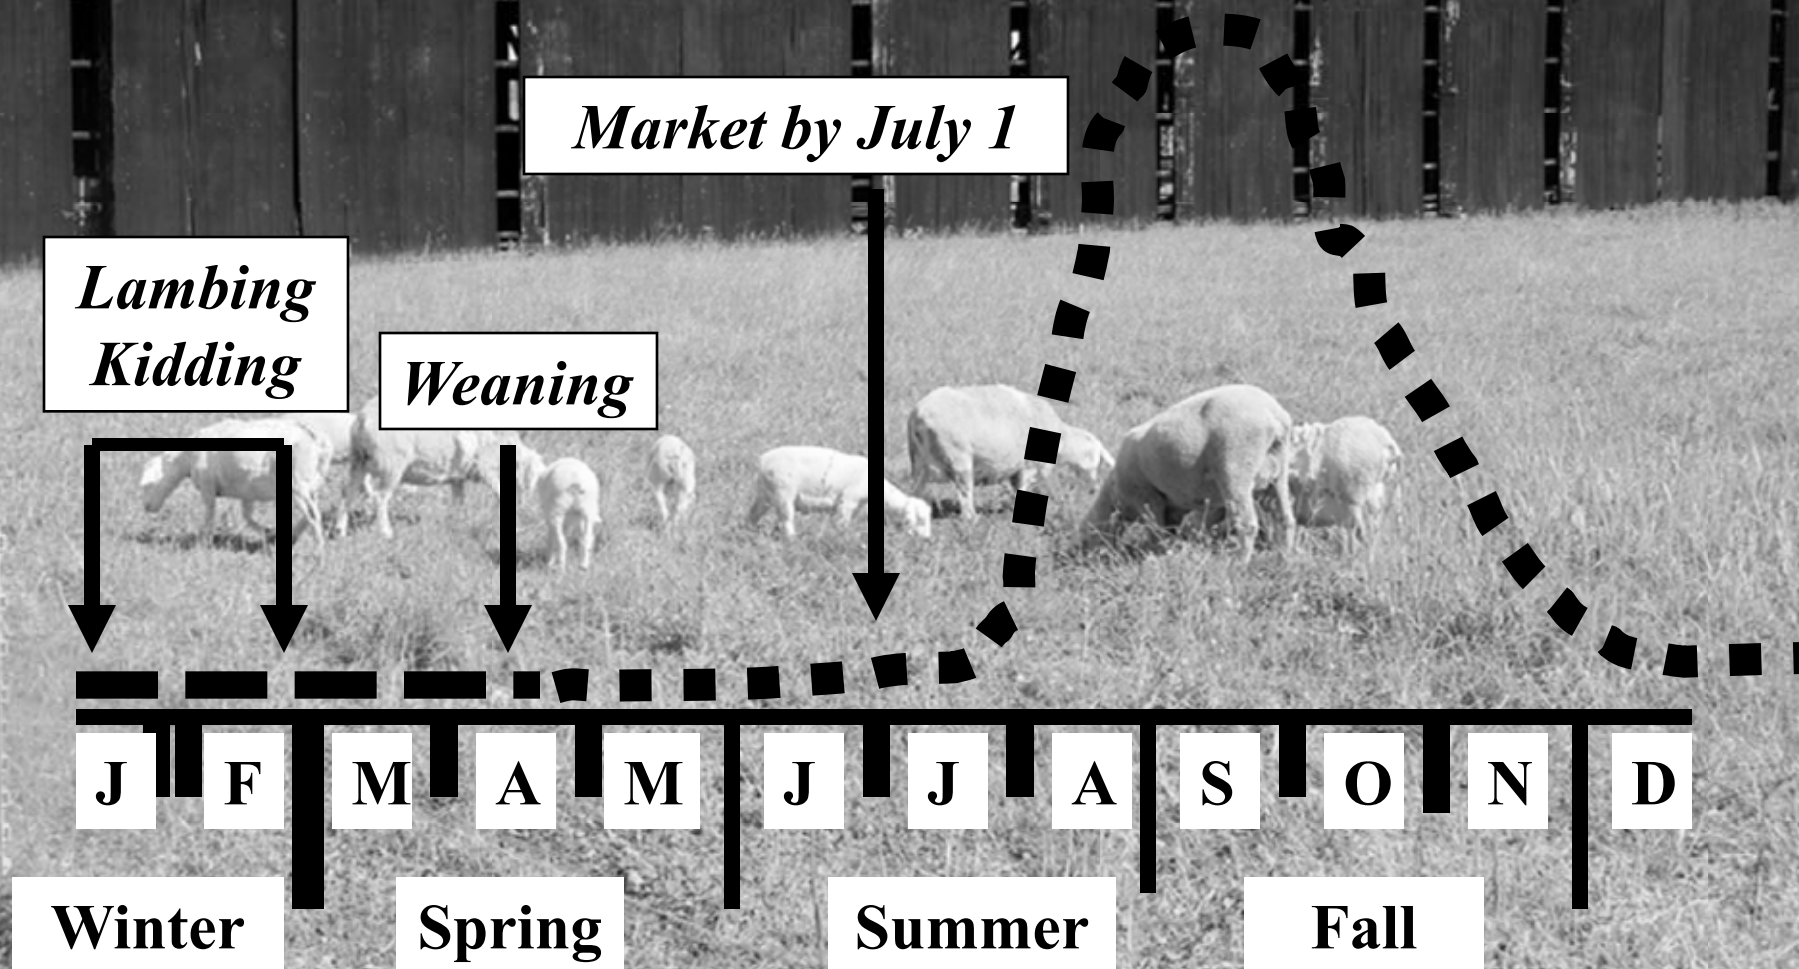 Market by July 1
Lambing
Kidding
Weaning
J F M A M J J A S O N D
Winter Spring Summer Fall